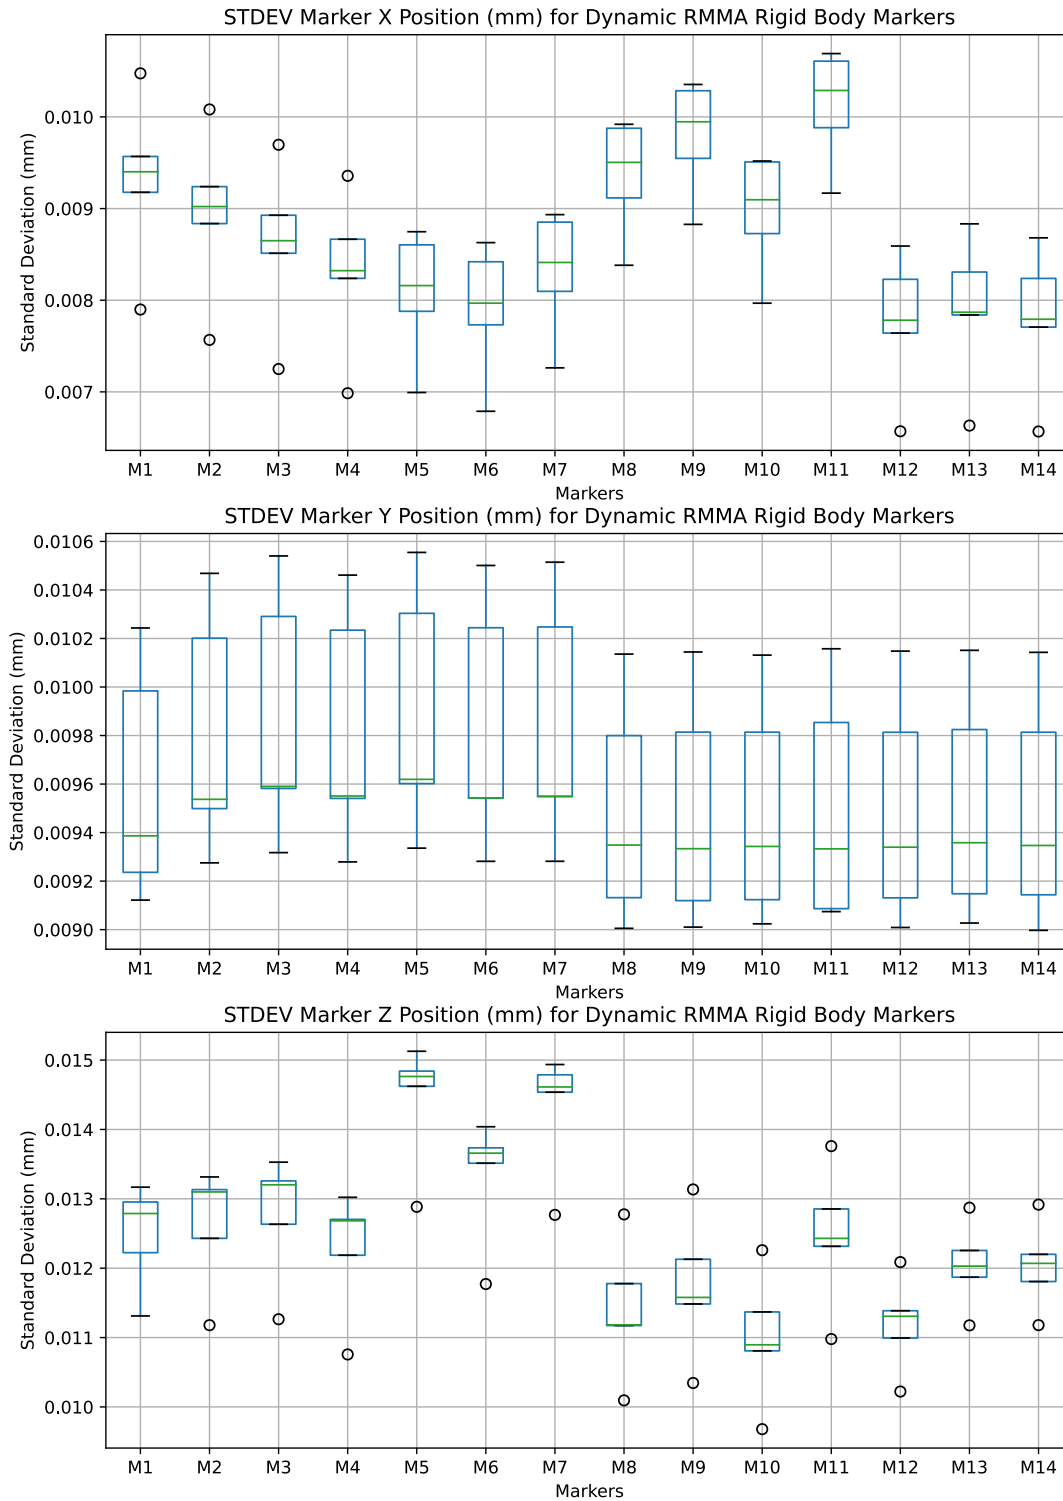 STDEV Marker X Position (mm) for Dynamic RMMA Rigid Body Markers
Standard Deviation (mm)
0.010
0.009
0.008
0.007
M1 M2 M3 M4 M5 M6 M7 M8 M9 M10 M11 M12 M13 M14
Markers
STDEV Marker Y Position (mm) for Dynamic RMMA Rigid Body Markers
Standard Deviation (mm)
0.0106
0.0104
0.0102
0.0100
0.0098
0.0096
0.0094
0.0092
0.0090
M1 M2 M3 M4 M5 M6 M7 M8 M9 M10 M11 M12 M13 M14
Markers
STDEV Marker Z Position (mm) for Dynamic RMMA Rigid Body Markers
Standard Deviation (mm)
0.015
0.014
0.013
0.012
0.011
0.010
M1 M2 M3 M4 M5 M6 M7 M8 M9 M10 M11 M12 M13 M14
Markers